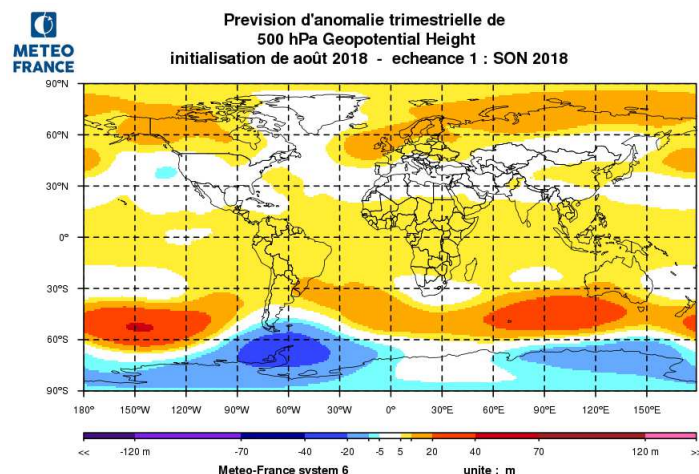 METEO
FRANCE
Prevision d'anomalie trimestrielle de
500 hPa Geopotential Height
initialisation de août 2018 - echeance 1 : SON 2018
90°N
60°N
30°N
0°
30°S
60°S
90°S
180° 150°W 120°W 90°W 60°W 30°W 0° 30°E 60°E 90°E 120°E 150°E
<< -120 m -70 -40 -20 -5 5 20 40 70 120 m >>
Meteo-France system 6 unite : m